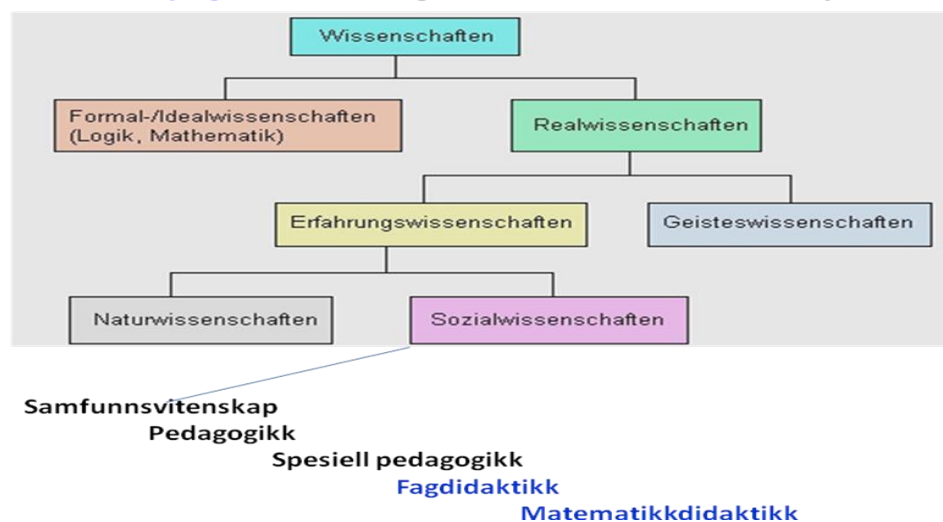 Wissenschaften
Formal-/Idealwissenschaften
(Logik, Mathematik)
Realwissenschaften
Erfahrungswissenschaften
Geisteswissenschaften
Naturwissenschaften
Sozialwissenschaften
Samfunnsvitenskap
Pedagogikk
Spesiell pedagogikk
Fagdidaktikk
Matematikkdidaktikk